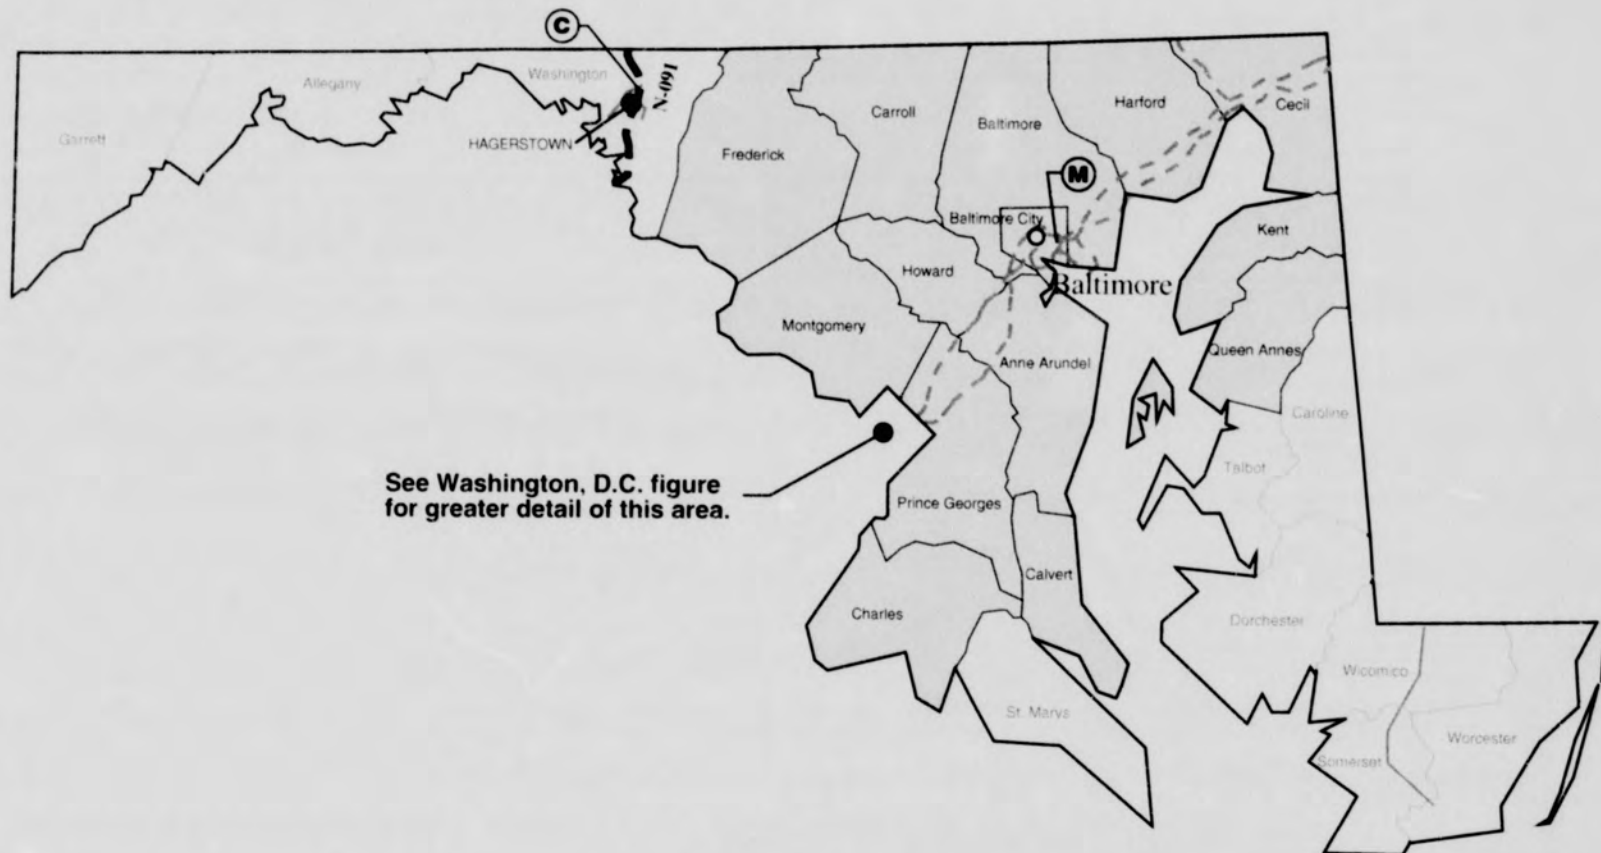 C
Washington
Allegany
Garrett
N-091
HAGERSTOWN
Frederick
Carroll
Baltimore
Harford
Cecil
M
Baltimore City
Kent
Howard
Baltimore
Montgomery
Anne Arundel
Queen Annes
Caroline
Talbot
See Washington, D.C. figure
for greater detail of this area.
Prince Georges
Calvert
Charles
Dorchester
Wicomico
St. Marys
Worcester
Somerset